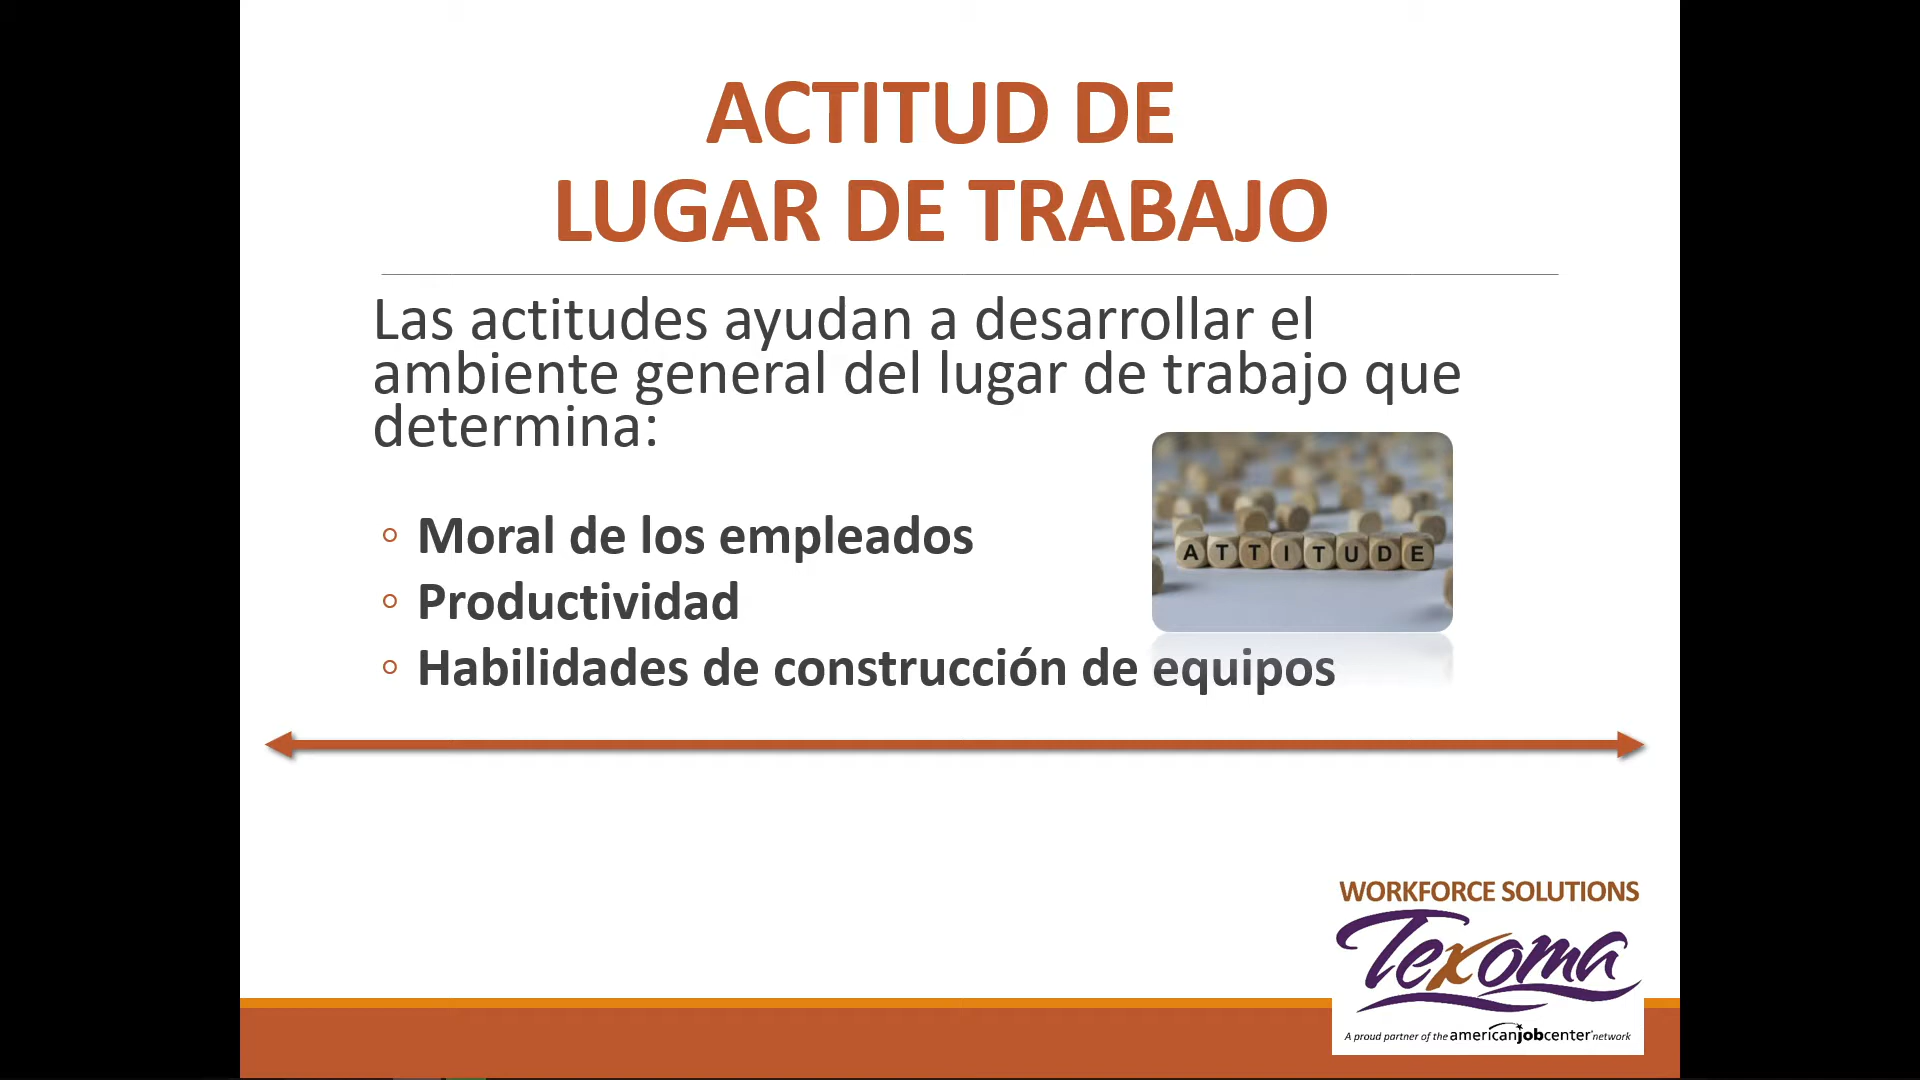 ACTITUD DE
LUGAR DE TRABAJO
Las actitudes ayudan a desarrollar el
ambiente general del lugar de trabajo que
determina:
Moral de los empleados
Productividad
Habilidades de construcción de equipos
ATTITUDE
WORKFORCE SOLUTIONS
Texoma
A proud partner of the americanjobcenter network